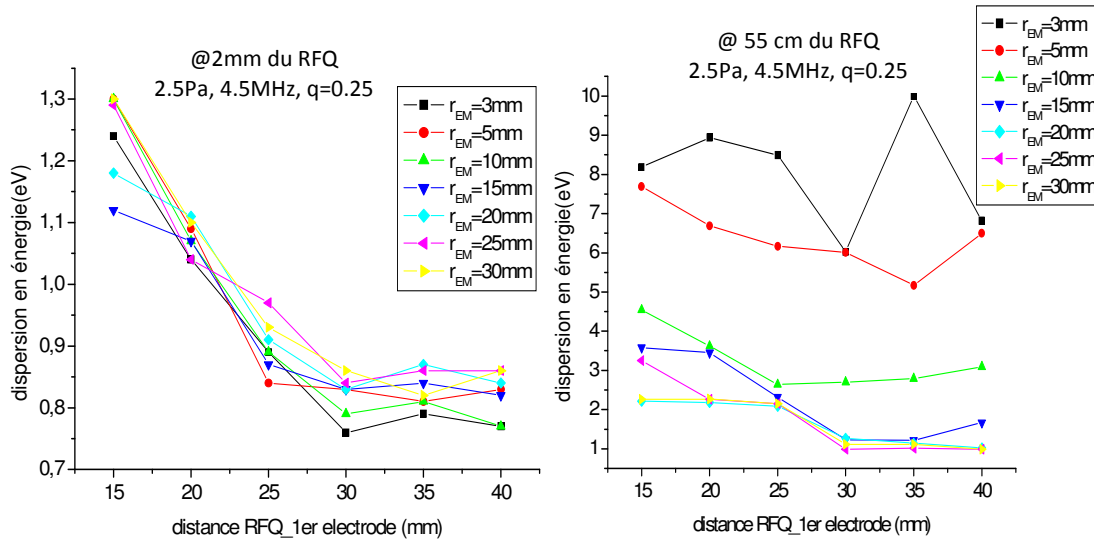 @2mm du RFQ
2.5Pa, 4.5MHz, q=0.25
r_EM=3mm
r_EM=5mm
r_EM=10mm
r_EM=15mm
r_EM=20mm
r_EM=25mm
r_EM=30mm
dispersion en énergie(eV)
1,3
1,2
1,1
1,0
0,9
0,8
0,7
15 20 25 30 35 40
distance RFQ_1er electrode (mm)
@ 55 cm du RFQ
2.5Pa, 4.5MHz, q=0.25
r_EM=3mm
r_EM=5mm
r_EM=10mm
r_EM=15mm
r_EM=20mm
r_EM=25mm
r_EM=30mm
dispersion en énergie(eV)
10
9
8
7
6
5
4
3
2
1
15 20 25 30 35 40
distance RFQ_1er electrode (mm)